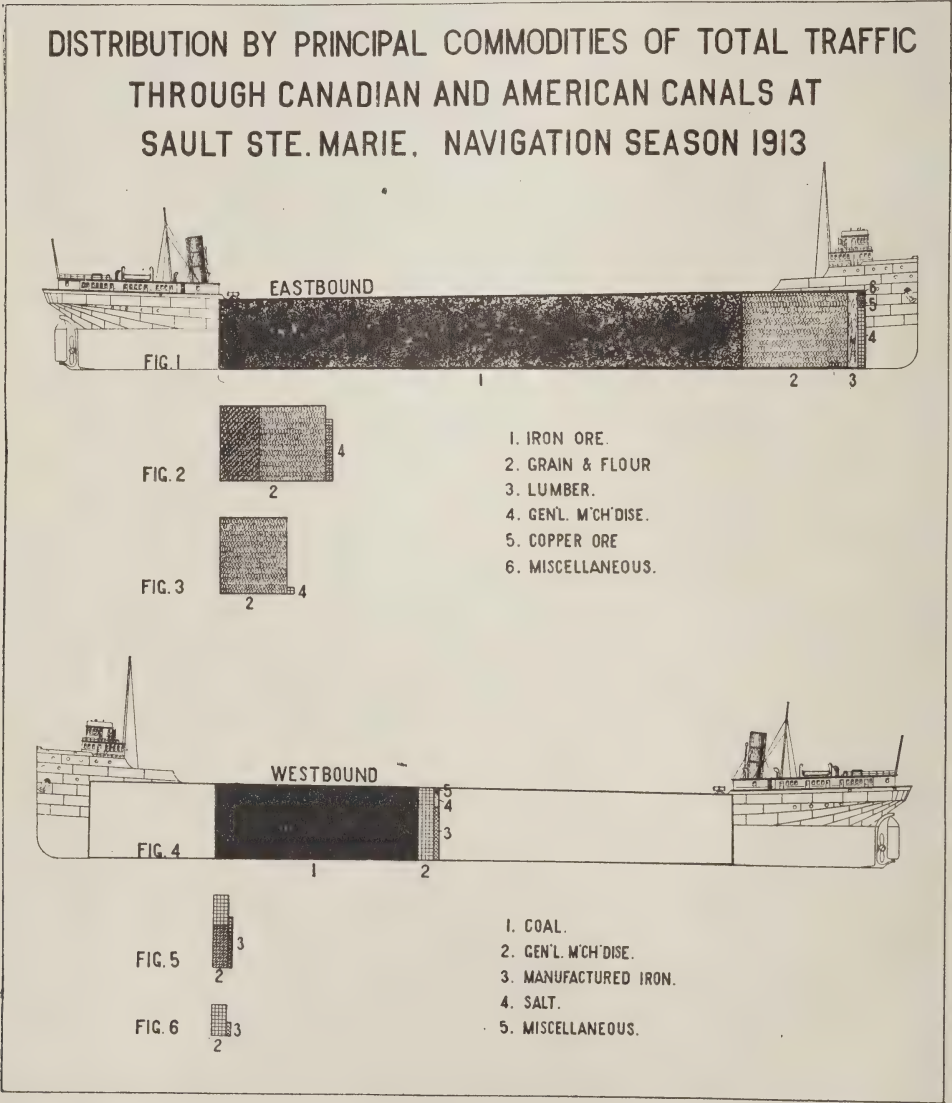 DISTRIBUTION BY PRINCIPAL COMMODITIES OF TOTAL TRAFFIC
THROUGH CANADIAN AND AMERICAN CANALS AT
SAULT STE. MARIE. NAVIGATION SEASON 1913
EASTBOUND
6
5
4
FIG. 1
1
2
3
FIG. 2
4
2
FIG. 3
4
2
1. IRON ORE.
2. GRAIN & FLOUR
3. LUMBER.
4. GEN'L. M'CH'DISE.
5. COPPER ORE
6. MISCELLANEOUS.
WESTBOUND
5
4
3
FIG. 4
1
2
FIG. 5
3
2
FIG. 6
3
2
1. COAL.
2. GEN'L. M'CH'DISE.
3. MANUFACTURED IRON.
4. SALT.
5. MISCELLANEOUS.